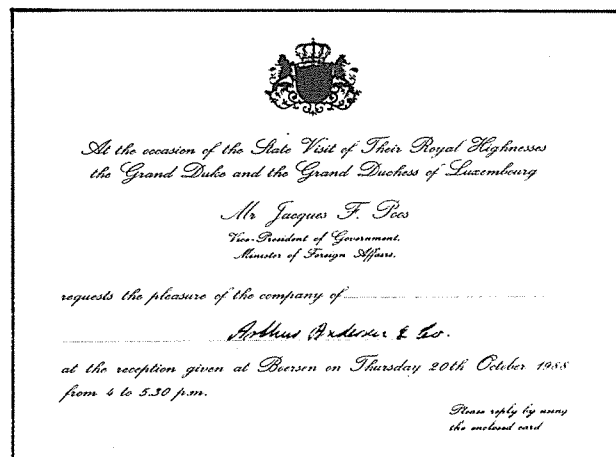 At the occasion of the State Visit of Their Royal Highnesses
the Grand Duke and the Grand Duchess of Luxembourg
Mr Jacques F. Poos
Vice-President of Government,
Minister of Foreign Affairs,
requests the pleasure of the company of
Arthur Andersen & Co.
at the reception given at Boersen on Thursday 20th October 1988
from 4 to 5.30 p.m.
Please reply by using
the enclosed card